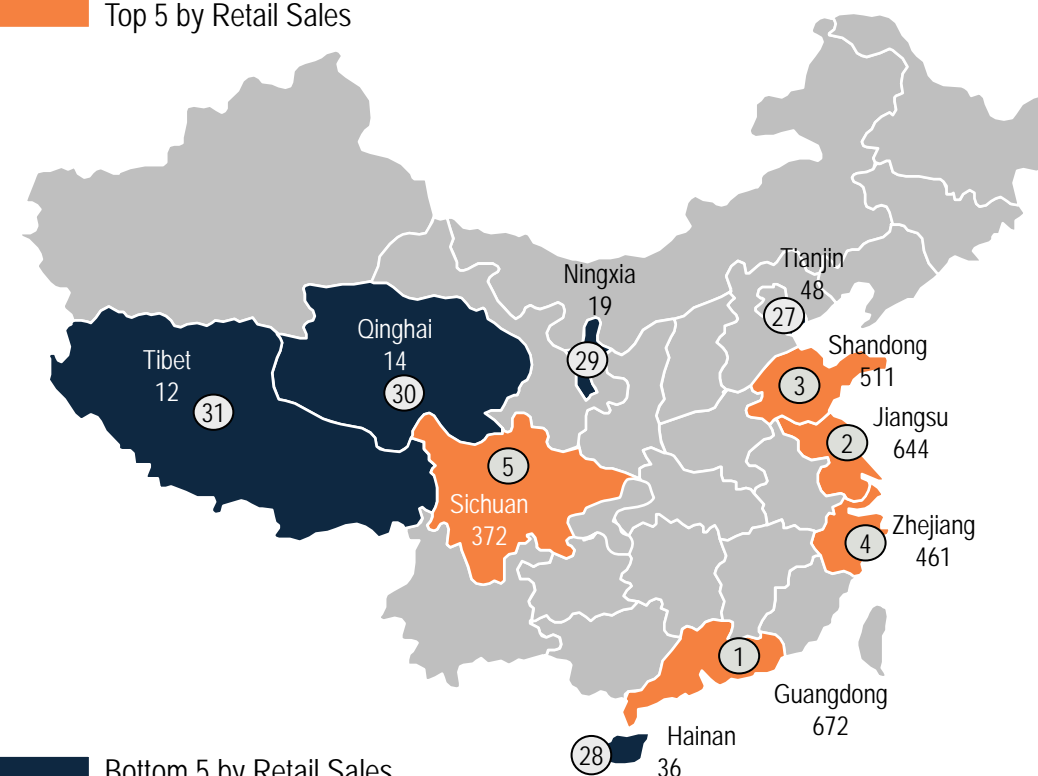 Top 5 by Retail Sales
Tianjin
48
27
Ningxia
19
29
Qinghai
14
30
Tibet
12
31
Shandong
511
3
Jiangsu
644
2
5
Sichuan
372
Zhejiang
461
4
1
Guangdong
672
Hainan
36
28
Bottom 5 by Retail Sales